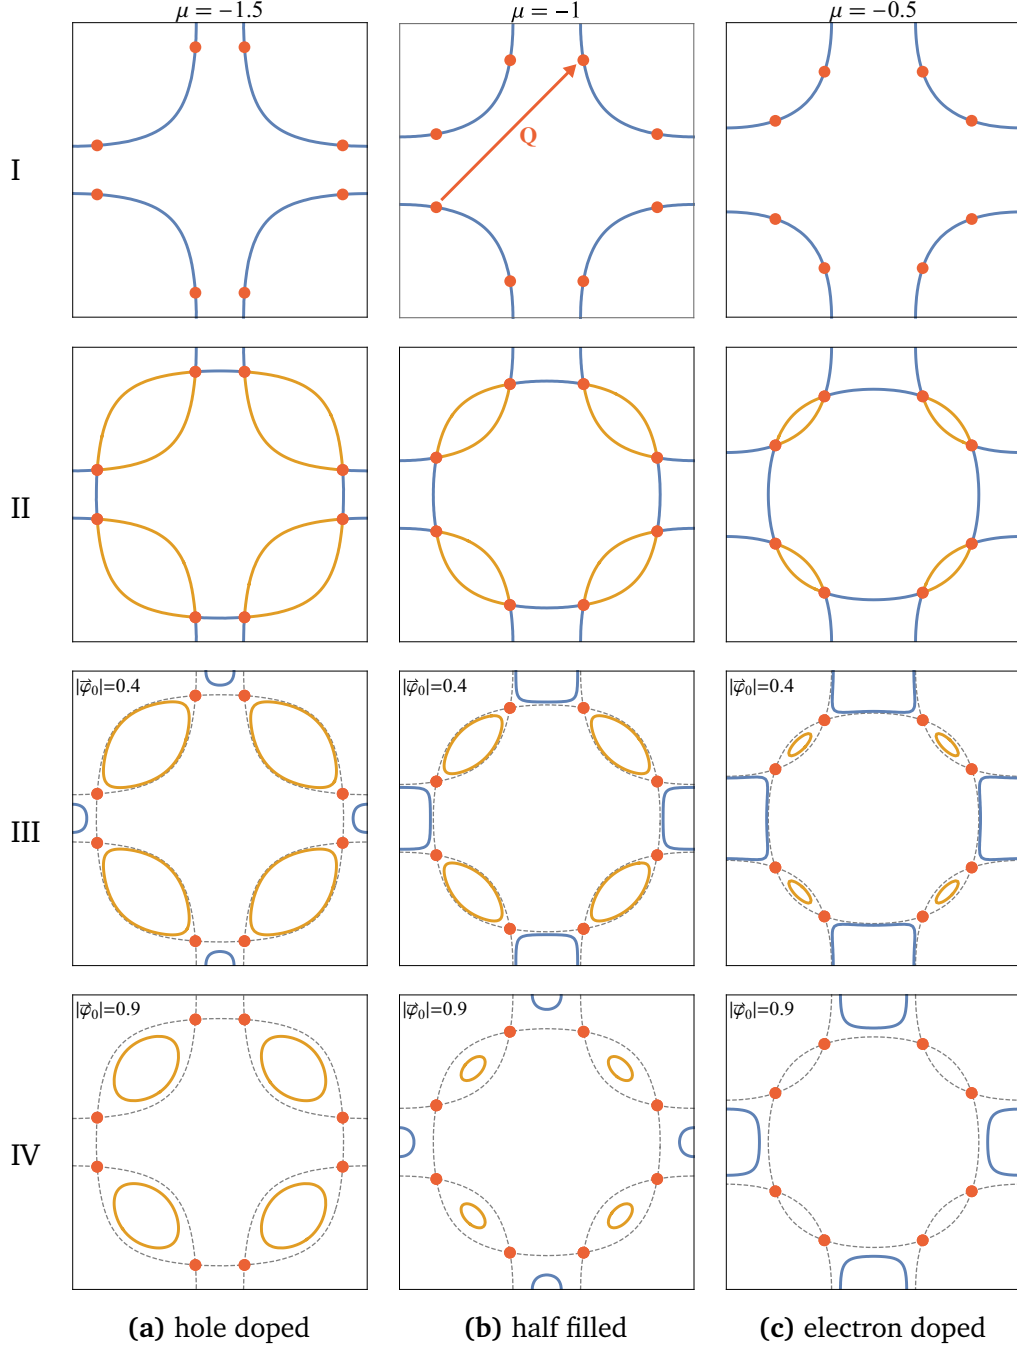 μ = −1.5 μ = −1 μ = −0.5
I
Q
II
|φ⃗₀|=0.4 |φ⃗₀|=0.4 |φ⃗₀|=0.4
III
|φ⃗₀|=0.9 |φ⃗₀|=0.9 |φ⃗₀|=0.9
IV
(a) hole doped (b) half filled (c) electron doped